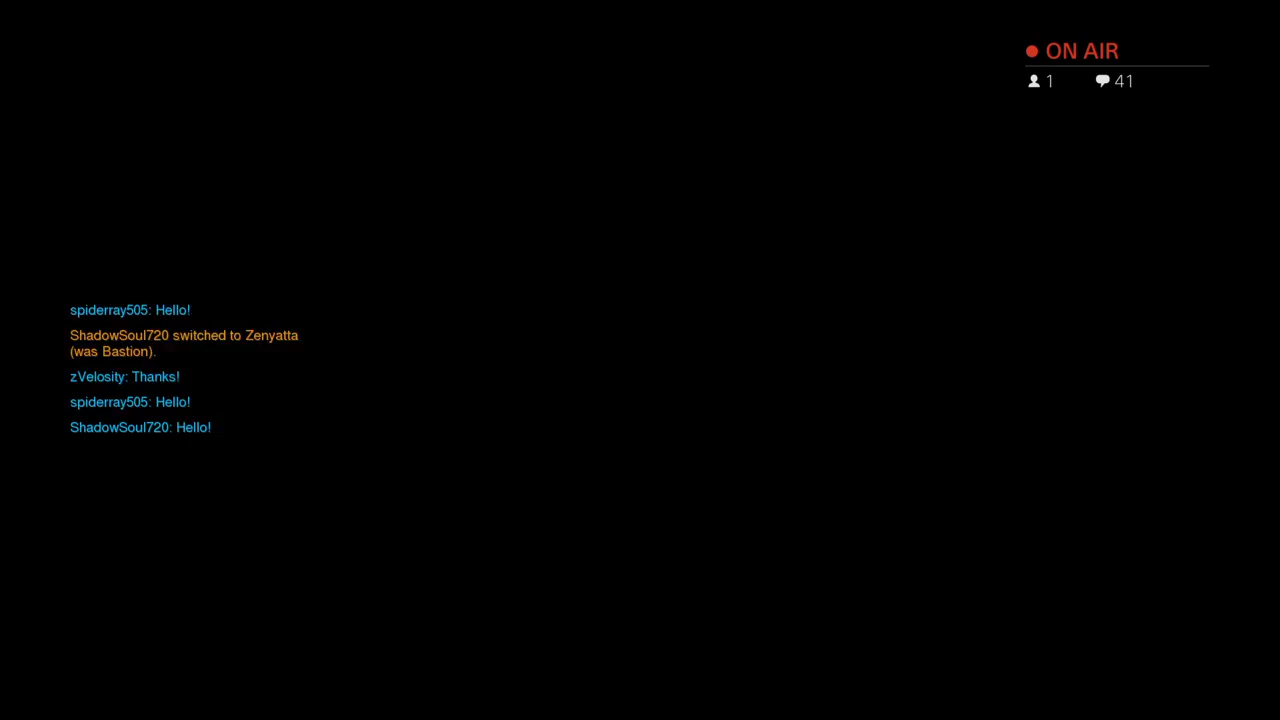 ON AIR
1 41
spiderray505: Hello!
ShadowSoul720 switched to Zenyatta
(was Bastion).
zVelosity: Thanks!
spiderray505: Hello!
ShadowSoul720: Hello!